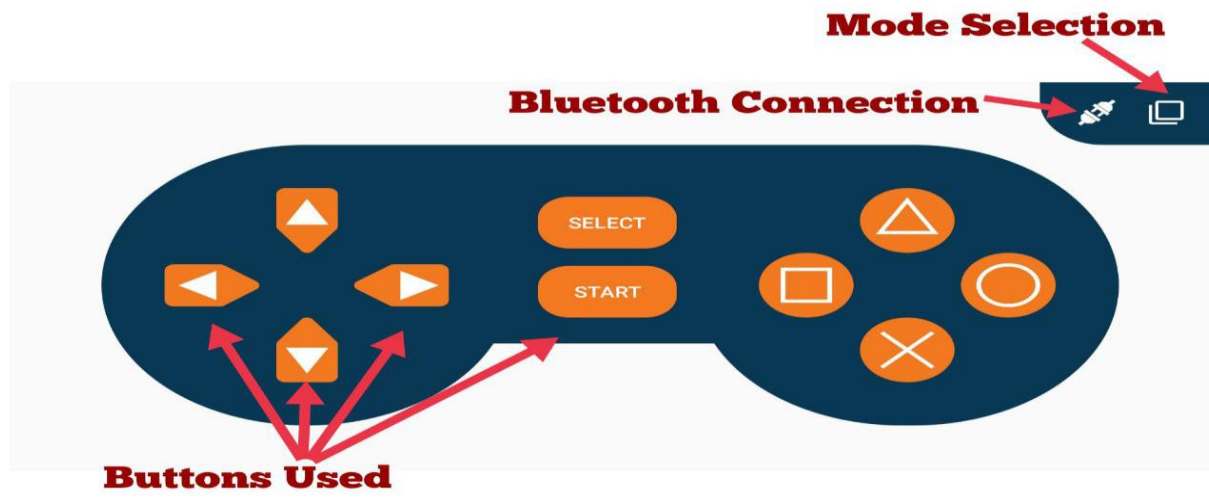 Mode Selection
Bluetooth Connection
SELECT
START
Buttons Used